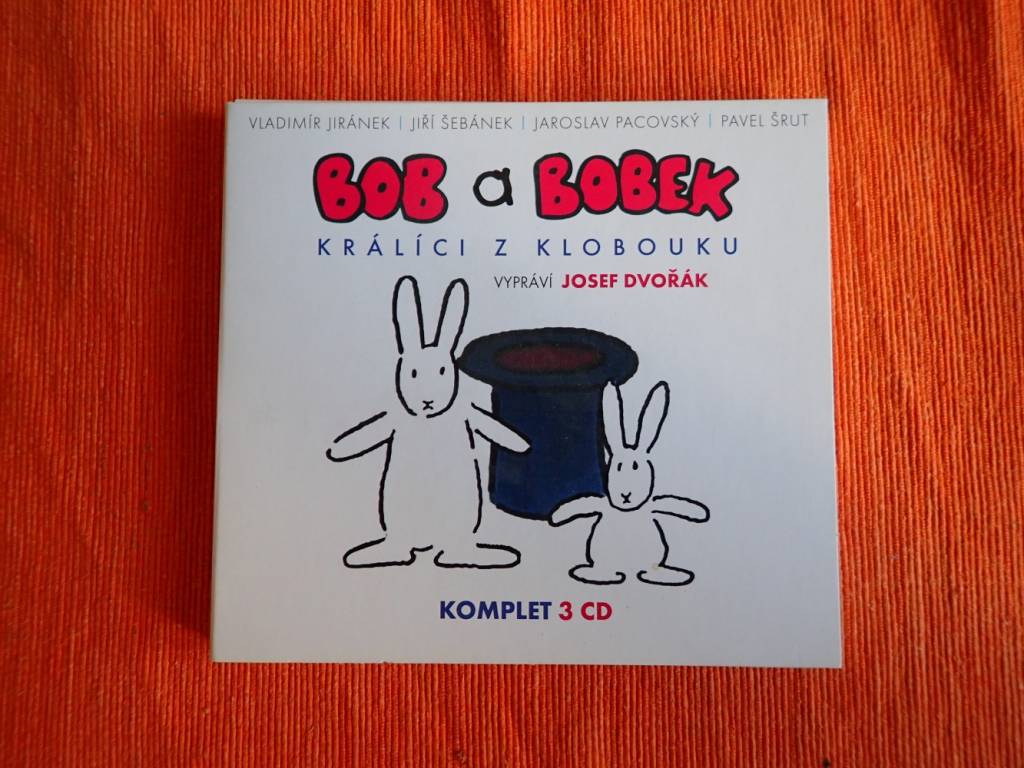 VLADIMÍR JIRÁNEK | JIŘÍ ŠEBÁNEK | JAROSLAV PACOVSKÝ | PAVEL ŠRUT
BOB a BOBEK
KRÁLÍCI Z KLOBOUKU
VYPRÁVÍ JOSEF DVOŘÁK
KOMPLET 3 CD